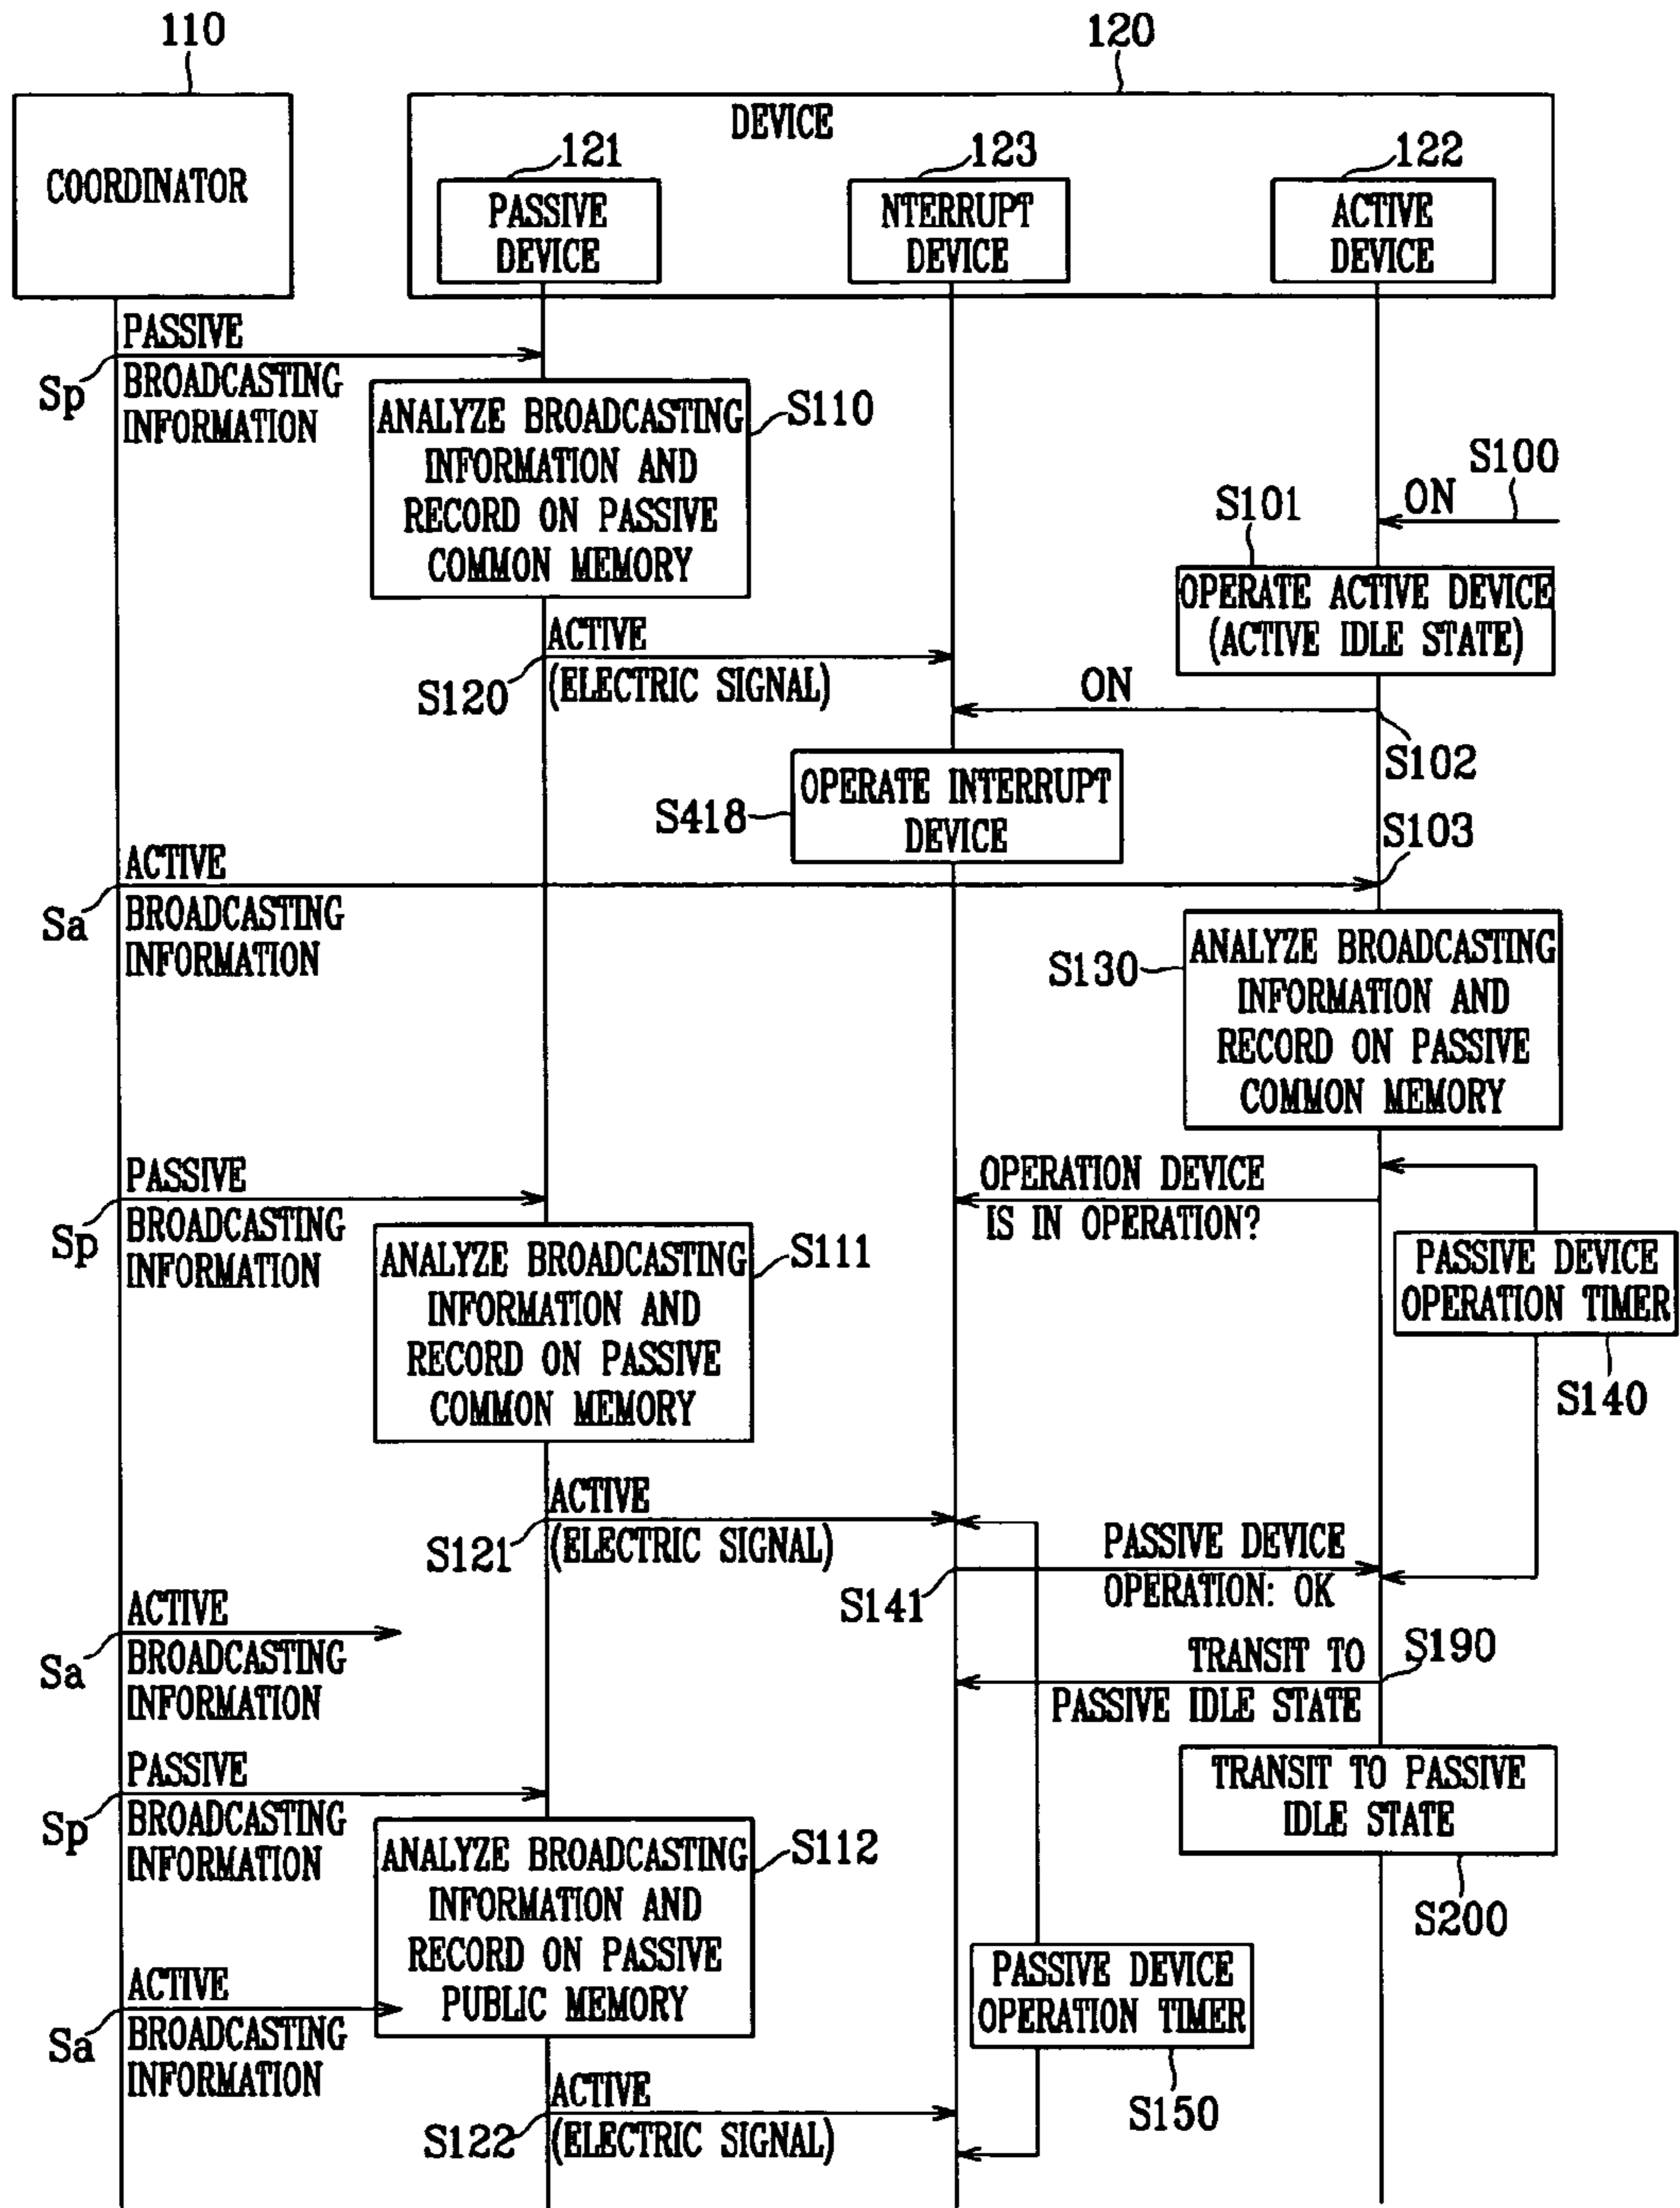 110
120
COORDINATOR
DEVICE
121
123
122
PASSIVE
DEVICE
NTERRUPT
DEVICE
ACTIVE
DEVICE
PASSIVE
BROADCASTING
INFORMATION
Sp
ANALYZE BROADCASTING
INFORMATION AND
RECORD ON PASSIVE
COMMON MEMORY
S110
S100
ON
S101
OPERATE ACTIVE DEVICE
(ACTIVE IDLE STATE)
ACTIVE
(ELECTRIC SIGNAL)
S120
ON
S102
OPERATE INTERRUPT
DEVICE
S418
S103
ACTIVE
BROADCASTING
INFORMATION
Sa
ANALYZE BROADCASTING
INFORMATION AND
RECORD ON PASSIVE
COMMON MEMORY
S130
PASSIVE
BROADCASTING
INFORMATION
Sp
OPERATION DEVICE
IS IN OPERATION?
ANALYZE BROADCASTING
INFORMATION AND
RECORD ON PASSIVE
COMMON MEMORY
S111
PASSIVE DEVICE
OPERATION TIMER
S140
ACTIVE
(ELECTRIC SIGNAL)
S121
PASSIVE DEVICE
OPERATION: OK
S141
ACTIVE
BROADCASTING
INFORMATION
Sa
TRANSIT TO
PASSIVE IDLE STATE
S190
PASSIVE
BROADCASTING
INFORMATION
Sp
TRANSIT TO PASSIVE
IDLE STATE
S200
ANALYZE BROADCASTING
INFORMATION AND
RECORD ON PASSIVE
PUBLIC MEMORY
S112
ACTIVE
BROADCASTING
INFORMATION
Sa
PASSIVE DEVICE
OPERATION TIMER
S150
ACTIVE
(ELECTRIC SIGNAL)
S122